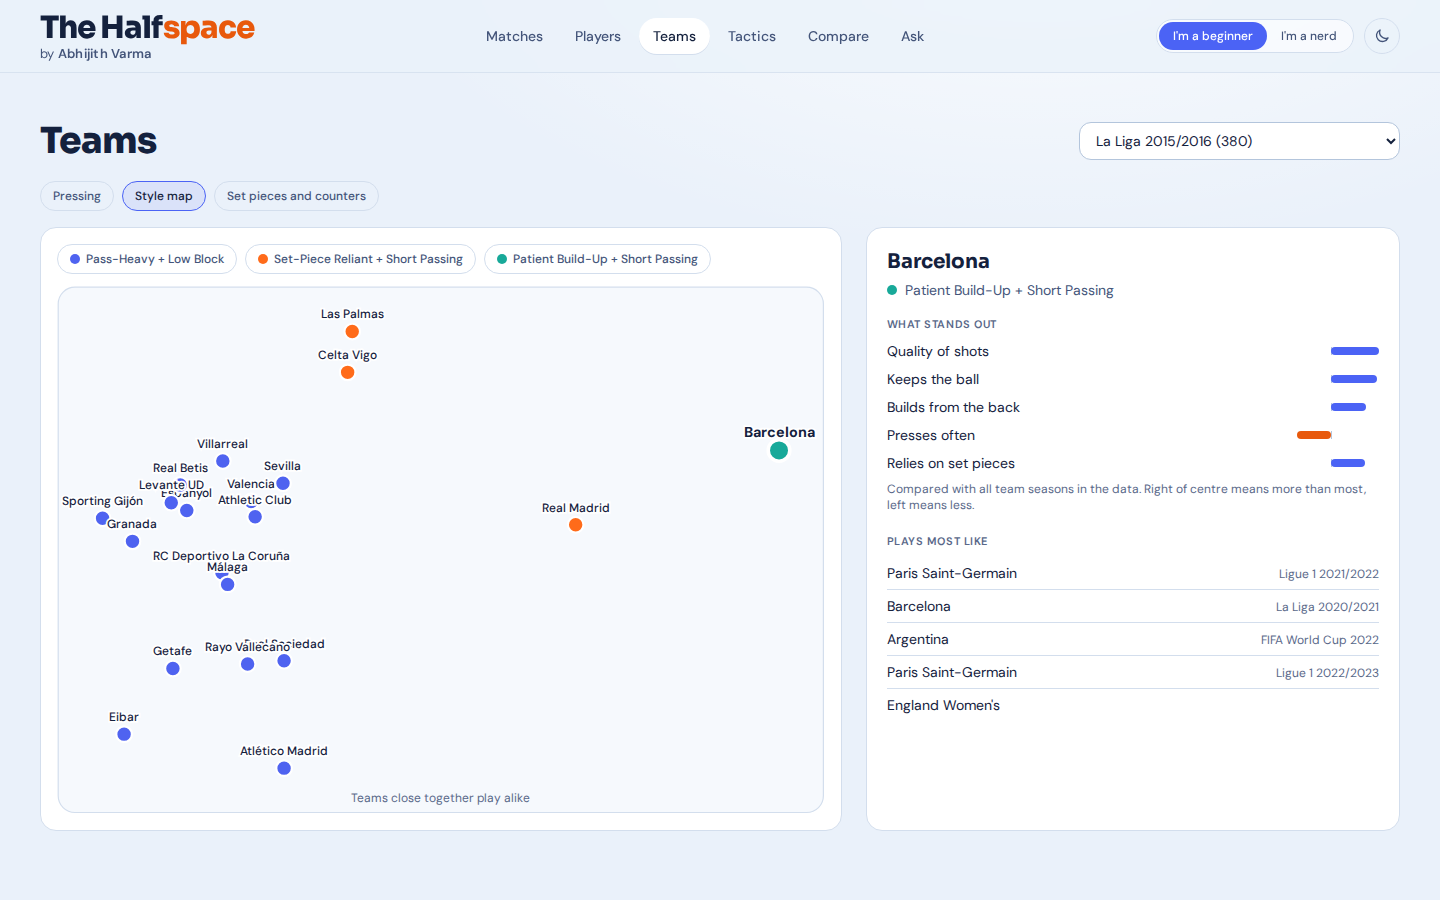 The Halfspace
by Abhijith Varma
Matches
Players
Teams
Tactics
Compare
Ask
I'm a beginner
I'm a nerd
Teams
La Liga 2015/2016 (380)
Pressing
Style map
Set pieces and counters
Pass-Heavy + Low Block
Set-Piece Reliant + Short Passing
Patient Build-Up + Short Passing
Las Palmas
Celta Vigo
Barcelona
Villarreal
Real Betis
Sevilla
Levante UD
Valencia
Sporting Gijón
Athletic Club
Real Madrid
Granada
RC Deportivo La Coruña
Málaga
Getafe
Rayo Vallecano
Eibar
Atlético Madrid
Teams close together play alike
Barcelona
Patient Build-Up + Short Passing
WHAT STANDS OUT
Quality of shots
Keeps the ball
Builds from the back
Presses often
Relies on set pieces
Compared with all team seasons in the data. Right of centre means more than most,
left means less.
PLAYS MOST LIKE
Paris Saint-Germain
Ligue 1 2021/2022
Barcelona
La Liga 2020/2021
Argentina
FIFA World Cup 2022
Paris Saint-Germain
Ligue 1 2022/2023
England Women's